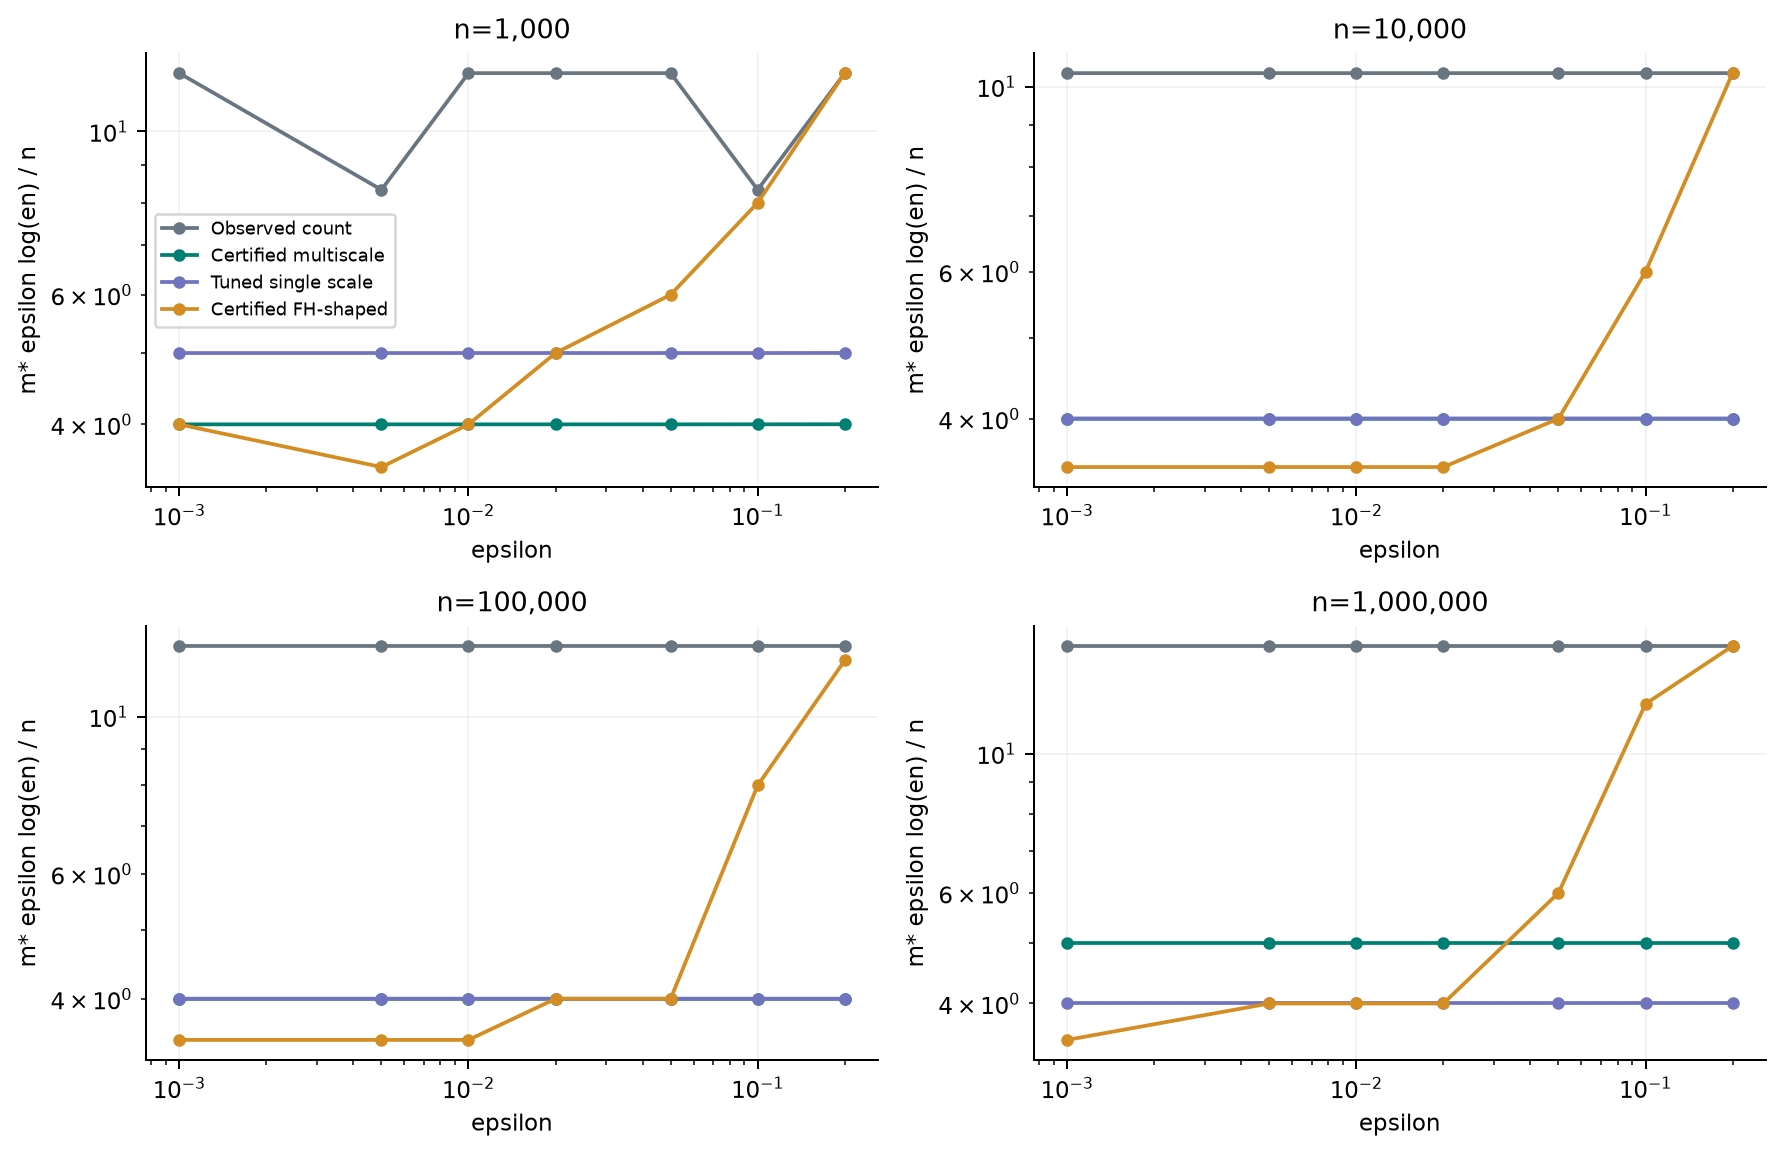 n=1,000
m* epsilon log(en) / n
10¹
6 × 10⁰
4 × 10⁰
Observed count
Certified multiscale
Tuned single scale
Certified FH-shaped
10⁻³ 10⁻² 10⁻¹
epsilon
n=10,000
m* epsilon log(en) / n
10¹
6 × 10⁰
4 × 10⁰
10⁻³ 10⁻² 10⁻¹
epsilon
n=100,000
m* epsilon log(en) / n
10¹
6 × 10⁰
4 × 10⁰
10⁻³ 10⁻² 10⁻¹
epsilon
n=1,000,000
m* epsilon log(en) / n
10¹
6 × 10⁰
4 × 10⁰
10⁻³ 10⁻² 10⁻¹
epsilon